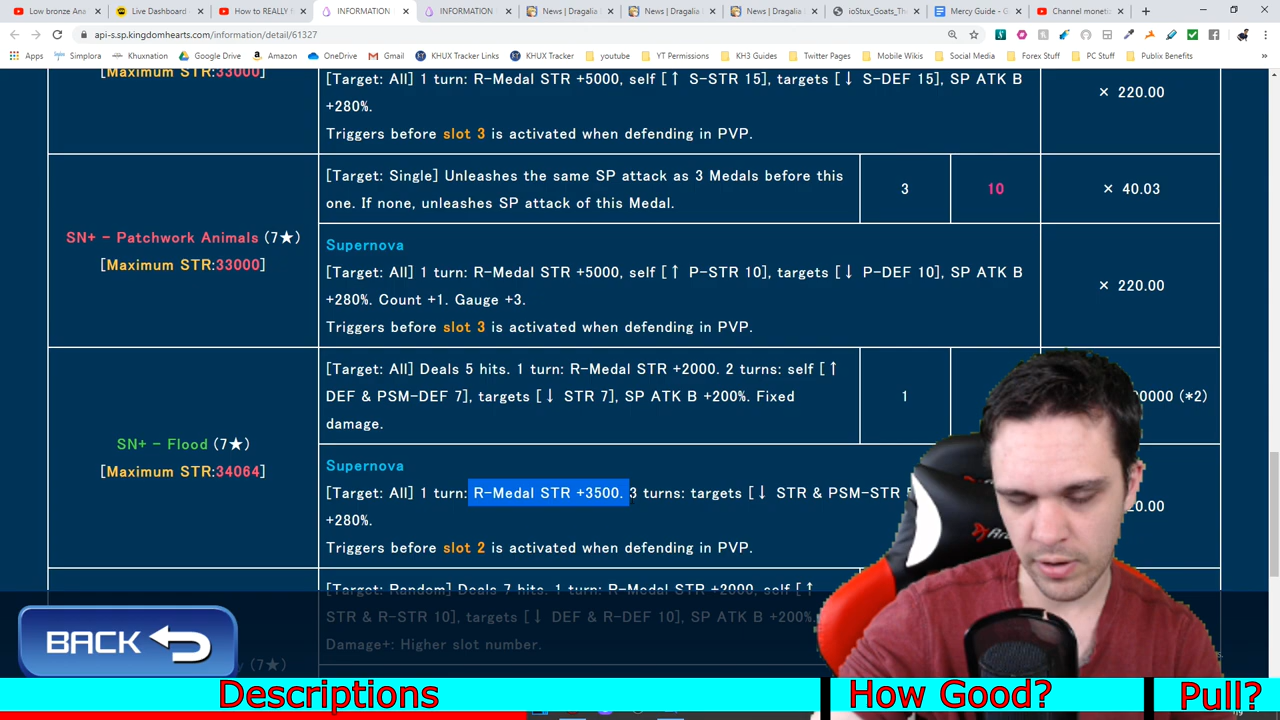 Low bronze Ana
Live Dashboard
How to REALLY f
INFORMATION
INFORMATION
News | Dragalia
News | Dragalia
News | Dragalia
ioStux_Goats_The
Mercy Guide - G
Channel monetiz
api-s.sp.kingdomhearts.com/information/detail/61327
Apps
Simplora
Khuxnation
Google Drive
Amazon
OneDrive
Gmail
KHUX Tracker Links
KHUX Tracker
youtube
YT Permissions
KH3 Guides
Mobile Wikis
Social Media
Forex Stuff
PC Stuff
Publix Benefits
[Maximum STR:33000]
[Target: All] 1 turn: R-Medal STR +5000, self [↑ S-STR 15], targets [↓ S-DEF 15], SP ATK B
+280%.
Triggers before slot 3 is activated when defending in PVP.
× 220.00
SN+ - Patchwork Animals (7★)
[Maximum STR:33000]
[Target: Single] Unleashes the same SP attack as 3 Medals before this
one. If none, unleashes SP attack of this Medal.
3
10
× 40.03
Supernova
[Target: All] 1 turn: R-Medal STR +5000, self [↑ P-STR 10], targets [↓ P-DEF 10], SP ATK B
+280%. Count +1. Gauge +3.
Triggers before slot 3 is activated when defending in PVP.
× 220.00
SN+ - Flood (7★)
[Maximum STR:34064]
[Target: All] Deals 5 hits. 1 turn: R-Medal STR +2000. 2 turns: self [↑
DEF & PSM-DEF 7], targets [↓ STR 7], SP ATK B +200%. Fixed
damage.
1
0000 (*2)
Supernova
[Target: All] 1 turn: R-Medal STR +3500. 3 turns: targets [↓ STR & PSM-STR
+280%.
Triggers before slot 2 is activated when defending in PVP.
20.00
[Target: Random] Deals 7 hits. 1 turn: R-Medal STR +2000, self [↑
STR & R-STR 10], targets [↓ DEF & R-DEF 10], SP ATK B +200%.
Damage+: Higher slot number.
(7★)
BACK
Descriptions
How Good?
Pull?